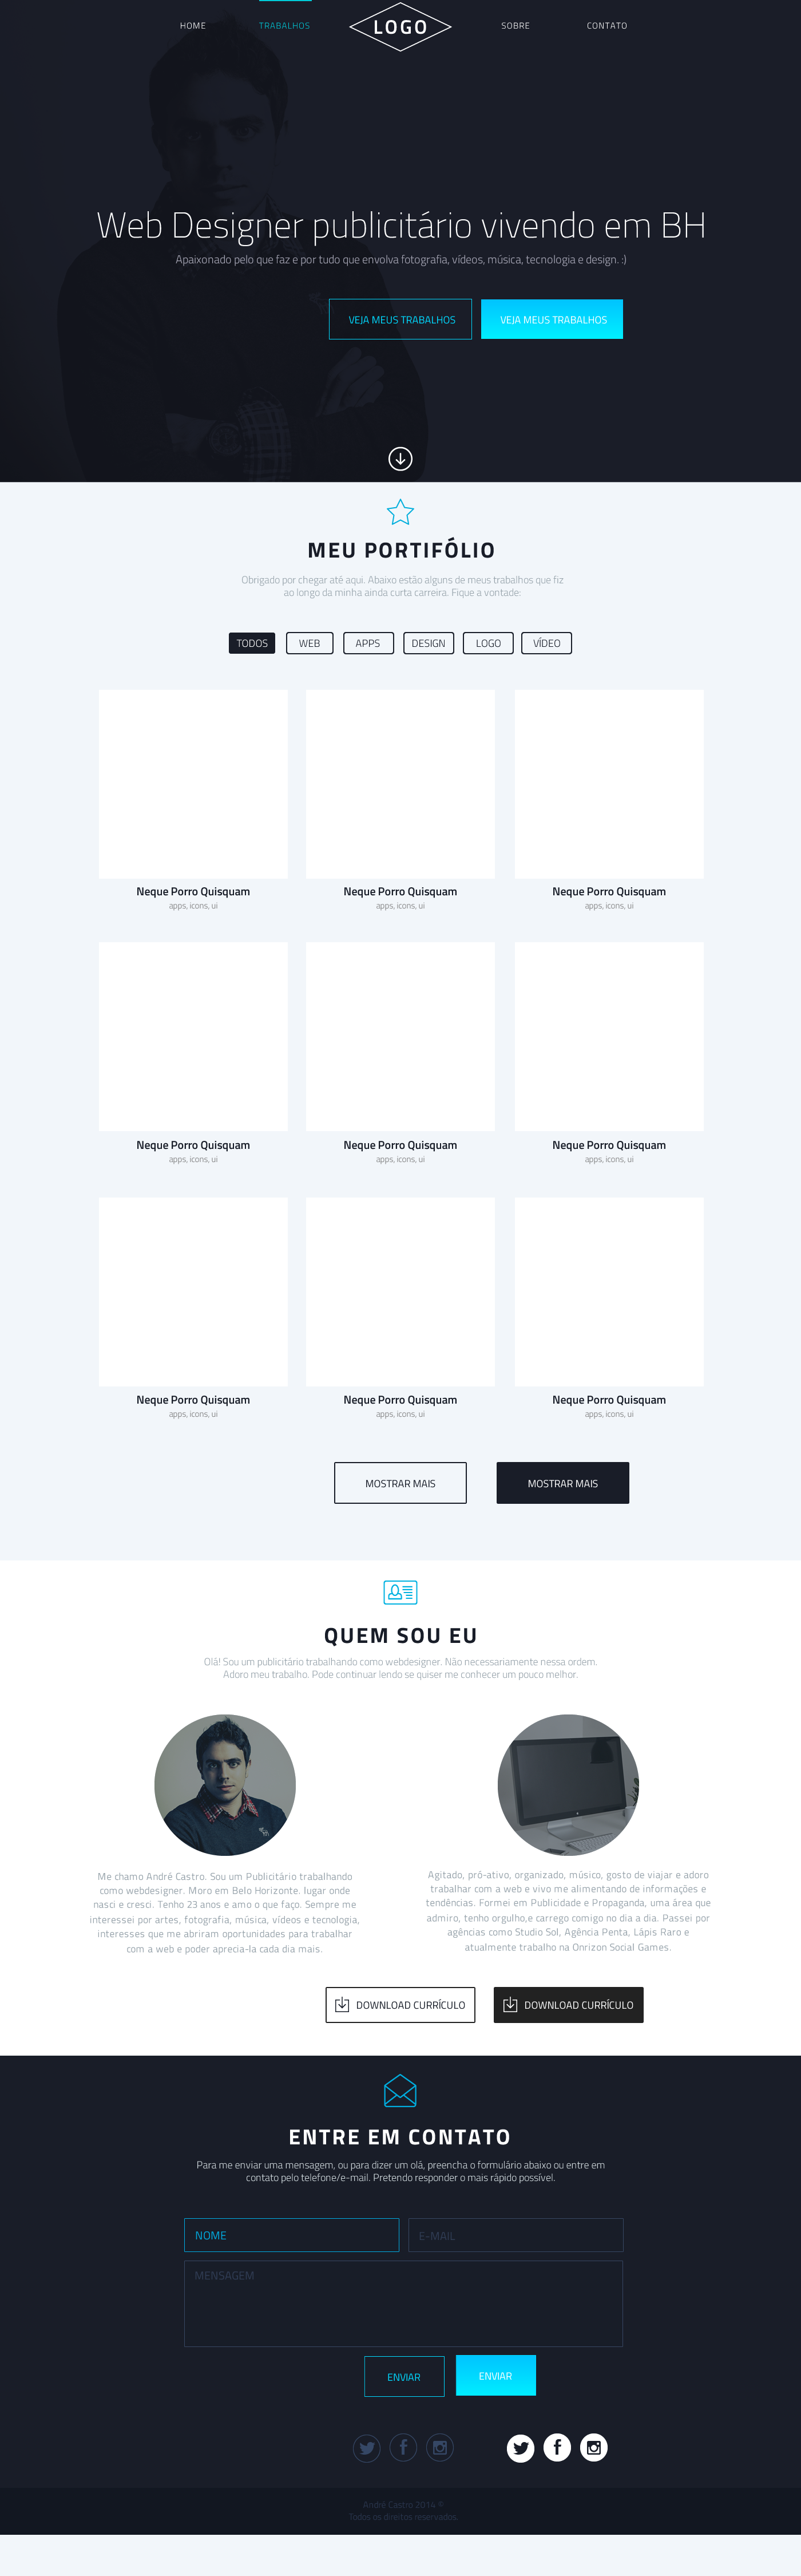 HOME
TRABALHOS
LOGO
SOBRE
CONTATO
Web Designer publicitário vivendo em BH
Apaixonado pelo que faz e por tudo que envolva fotografia, vídeos, música, tecnologia e design. :)
VEJA MEUS TRABALHOS
VEJA MEUS TRABALHOS
MEU PORTIFÓLIO
Obrigado por chegar até aqui. Abaixo estão alguns de meus trabalhos que fiz
ao longo da minha ainda curta carreira. Fique a vontade:
TODOS
WEB
APPS
DESIGN
LOGO
VÍDEO
Neque Porro Quisquam
apps, icons, ui
Neque Porro Quisquam
apps, icons, ui
Neque Porro Quisquam
apps, icons, ui
Neque Porro Quisquam
apps, icons, ui
Neque Porro Quisquam
apps, icons, ui
Neque Porro Quisquam
apps, icons, ui
Neque Porro Quisquam
apps, icons, ui
Neque Porro Quisquam
apps, icons, ui
Neque Porro Quisquam
apps, icons, ui
MOSTRAR MAIS
MOSTRAR MAIS
QUEM SOU EU
Olá! Sou um publicitário trabalhando como webdesigner. Não necessariamente nessa ordem.
Adoro meu trabalho. Pode continuar lendo se quiser me conhecer um pouco melhor.
Me chamo André Castro. Sou um Publicitário trabalhando
como webdesigner. Moro em Belo Horizonte. lugar onde
nasci e cresci. Tenho 23 anos e amo o que faço. Sempre me
interessei por artes, fotografia, música, vídeos e tecnologia,
interesses que me abriram oportunidades para trabalhar
com a web e poder aprecia-la cada dia mais.
Agitado, pró-ativo, organizado, músico, gosto de viajar e adoro
trabalhar com a web e vivo me alimentando de informações e
tendências. Formei em Publicidade e Propaganda, uma área que
admiro, tenho orgulho,e carrego comigo no dia a dia. Passei por
agências como Studio Sol, Agência Penta, Lápis Raro e
atualmente trabalho na Onrizon Social Games.
DOWNLOAD CURRÍCULO
DOWNLOAD CURRÍCULO
ENTRE EM CONTATO
Para me enviar uma mensagem, ou para dizer um olá, preencha o formulário abaixo ou entre em
contato pelo telefone/e-mail. Pretendo responder o mais rápido possível.
NOME
E-MAIL
MENSAGEM
ENVIAR
ENVIAR
André Castro 2014 ®
Todos os direitos reservados.